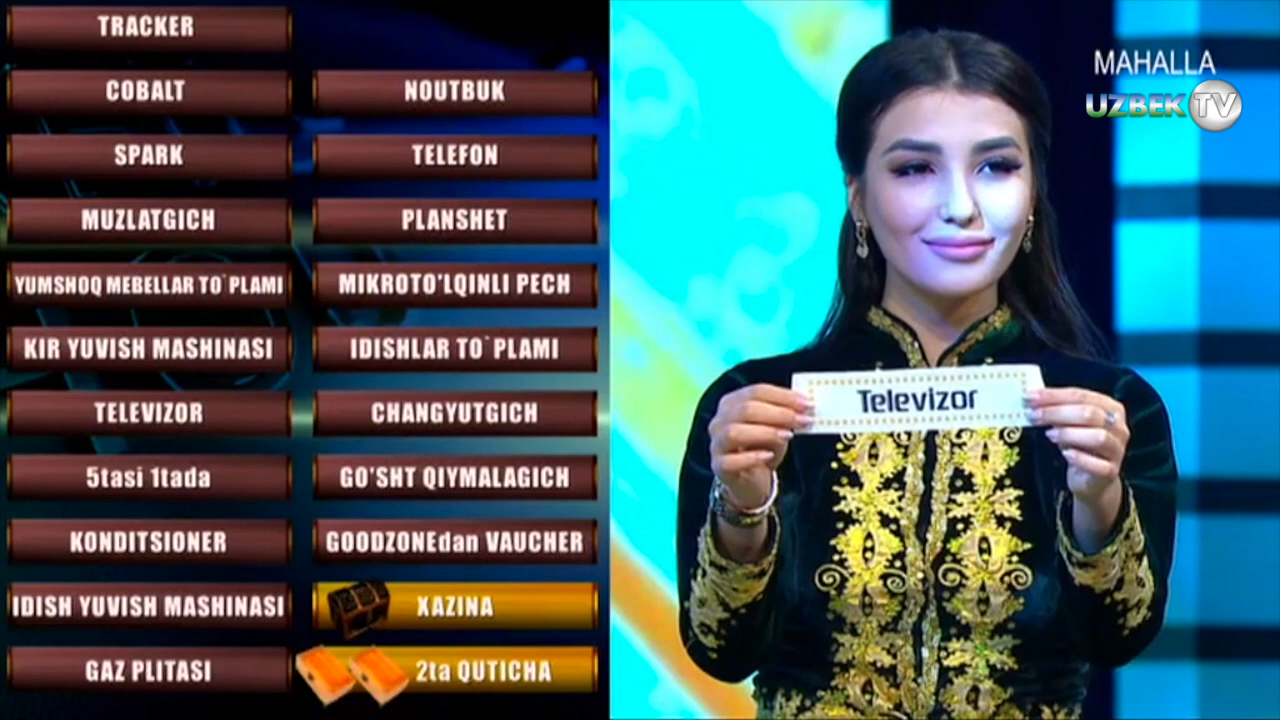 TRACKER
COBALT
SPARK
MUZLATGICH
YUMSHOQ MEBELLAR TO`PLAMI
KIR YUVISH MASHINASI
TELEVIZOR
5tasi 1tada
KONDITSIONER
IDISH YUVISH MASHINASI
GAZ PLITASI
NOUTBUK
TELEFON
PLANSHET
MIKROTO'LQINLI PECH
IDISHLAR TO`PLAMI
CHANGYUTGICH
GO'SHT QIYMALAGICH
GOODZONEdan VAUCHER
XAZINA
2ta QUTICHA
MAHALLA
UZBEK TV
Televizor